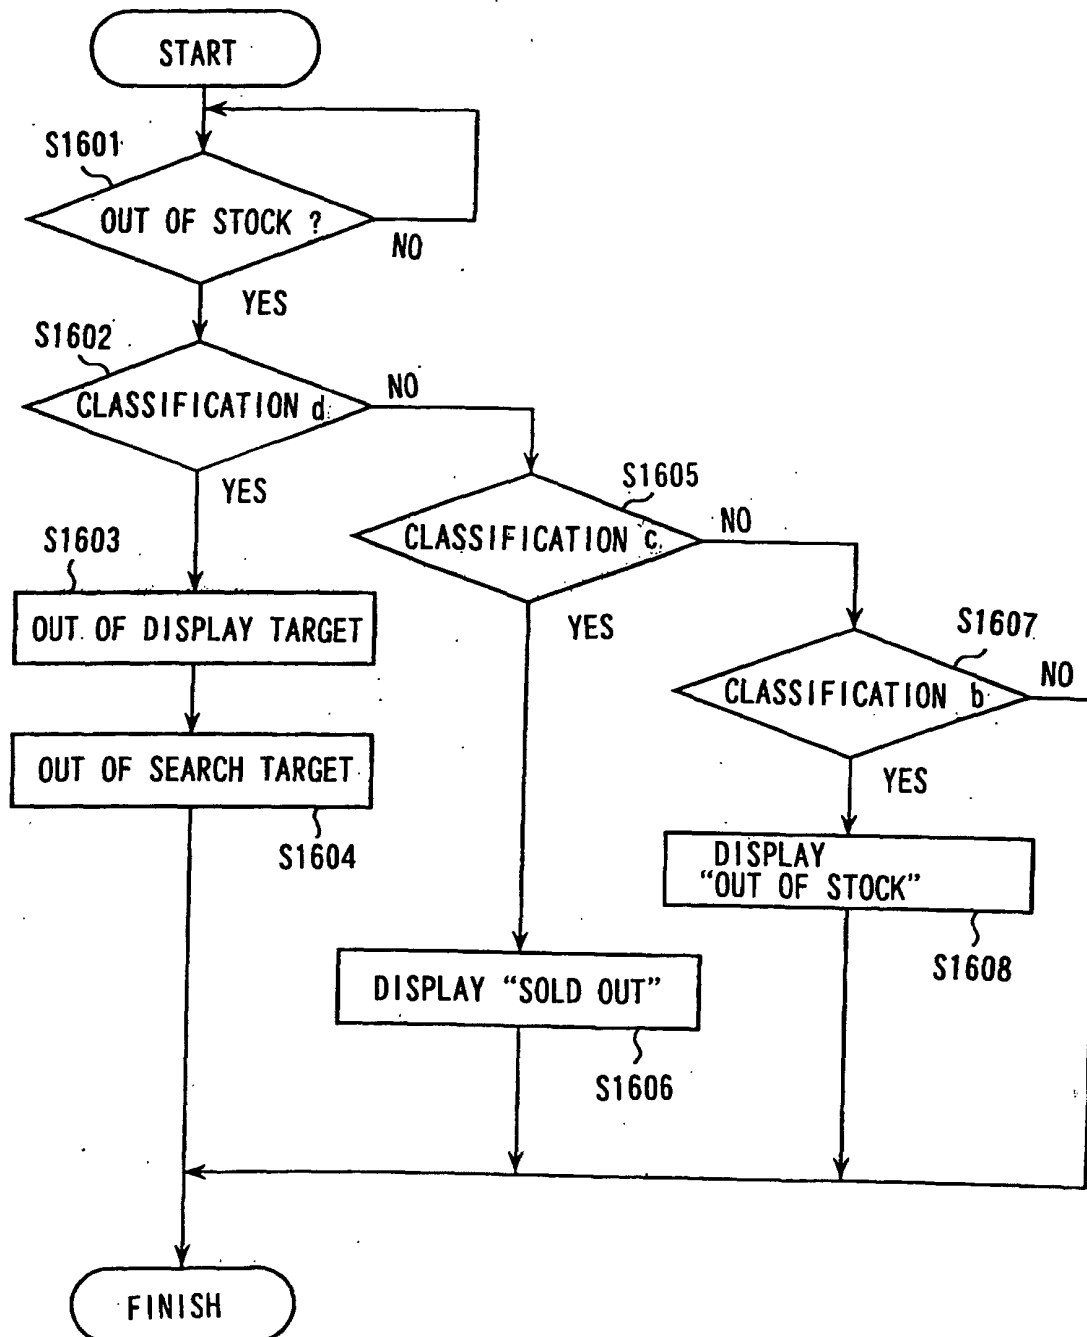 START
S1601
OUT OF STOCK ?
NO
YES
S1602
CLASSIFICATION d
NO
YES
S1603
OUT OF DISPLAY TARGET
OUT OF SEARCH TARGET
S1604
S1605
CLASSIFICATION c
NO
YES
DISPLAY “SOLD OUT”
S1606
S1607
CLASSIFICATION b
NO
YES
DISPLAY
“OUT OF STOCK”
S1608
FINISH